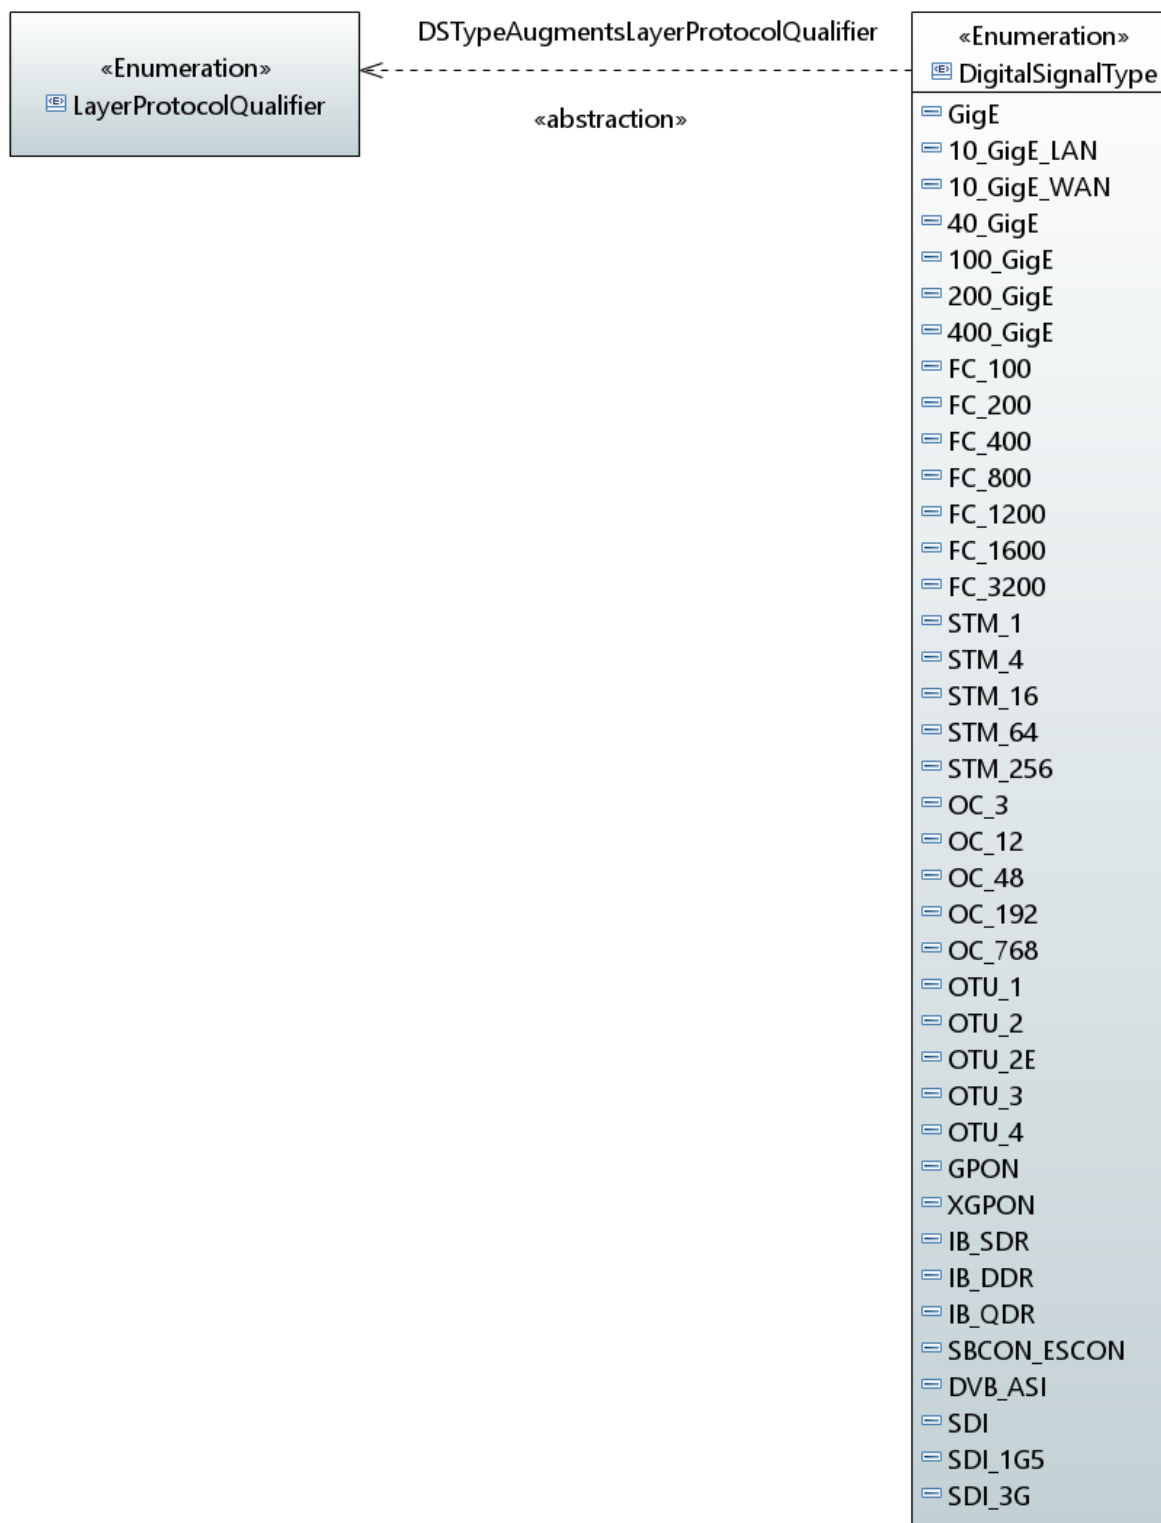 «Enumeration»
LayerProtocolQualifier
DSTypeAugmentsLayerProtocolQualifier
«abstraction»
«Enumeration»
DigitalSignalType
GigE
10_GigE_LAN
10_GigE_WAN
40_GigE
100_GigE
200_GigE
400_GigE
FC_100
FC_200
FC_400
FC_800
FC_1200
FC_1600
FC_3200
STM_1
STM_4
STM_16
STM_64
STM_256
OC_3
OC_12
OC_48
OC_192
OC_768
OTU_1
OTU_2
OTU_2E
OTU_3
OTU_4
GPON
XGPON
IB_SDR
IB_DDR
IB_QDR
SBCON_ESCON
DVB_ASI
SDI
SDI_1G5
SDI_3G